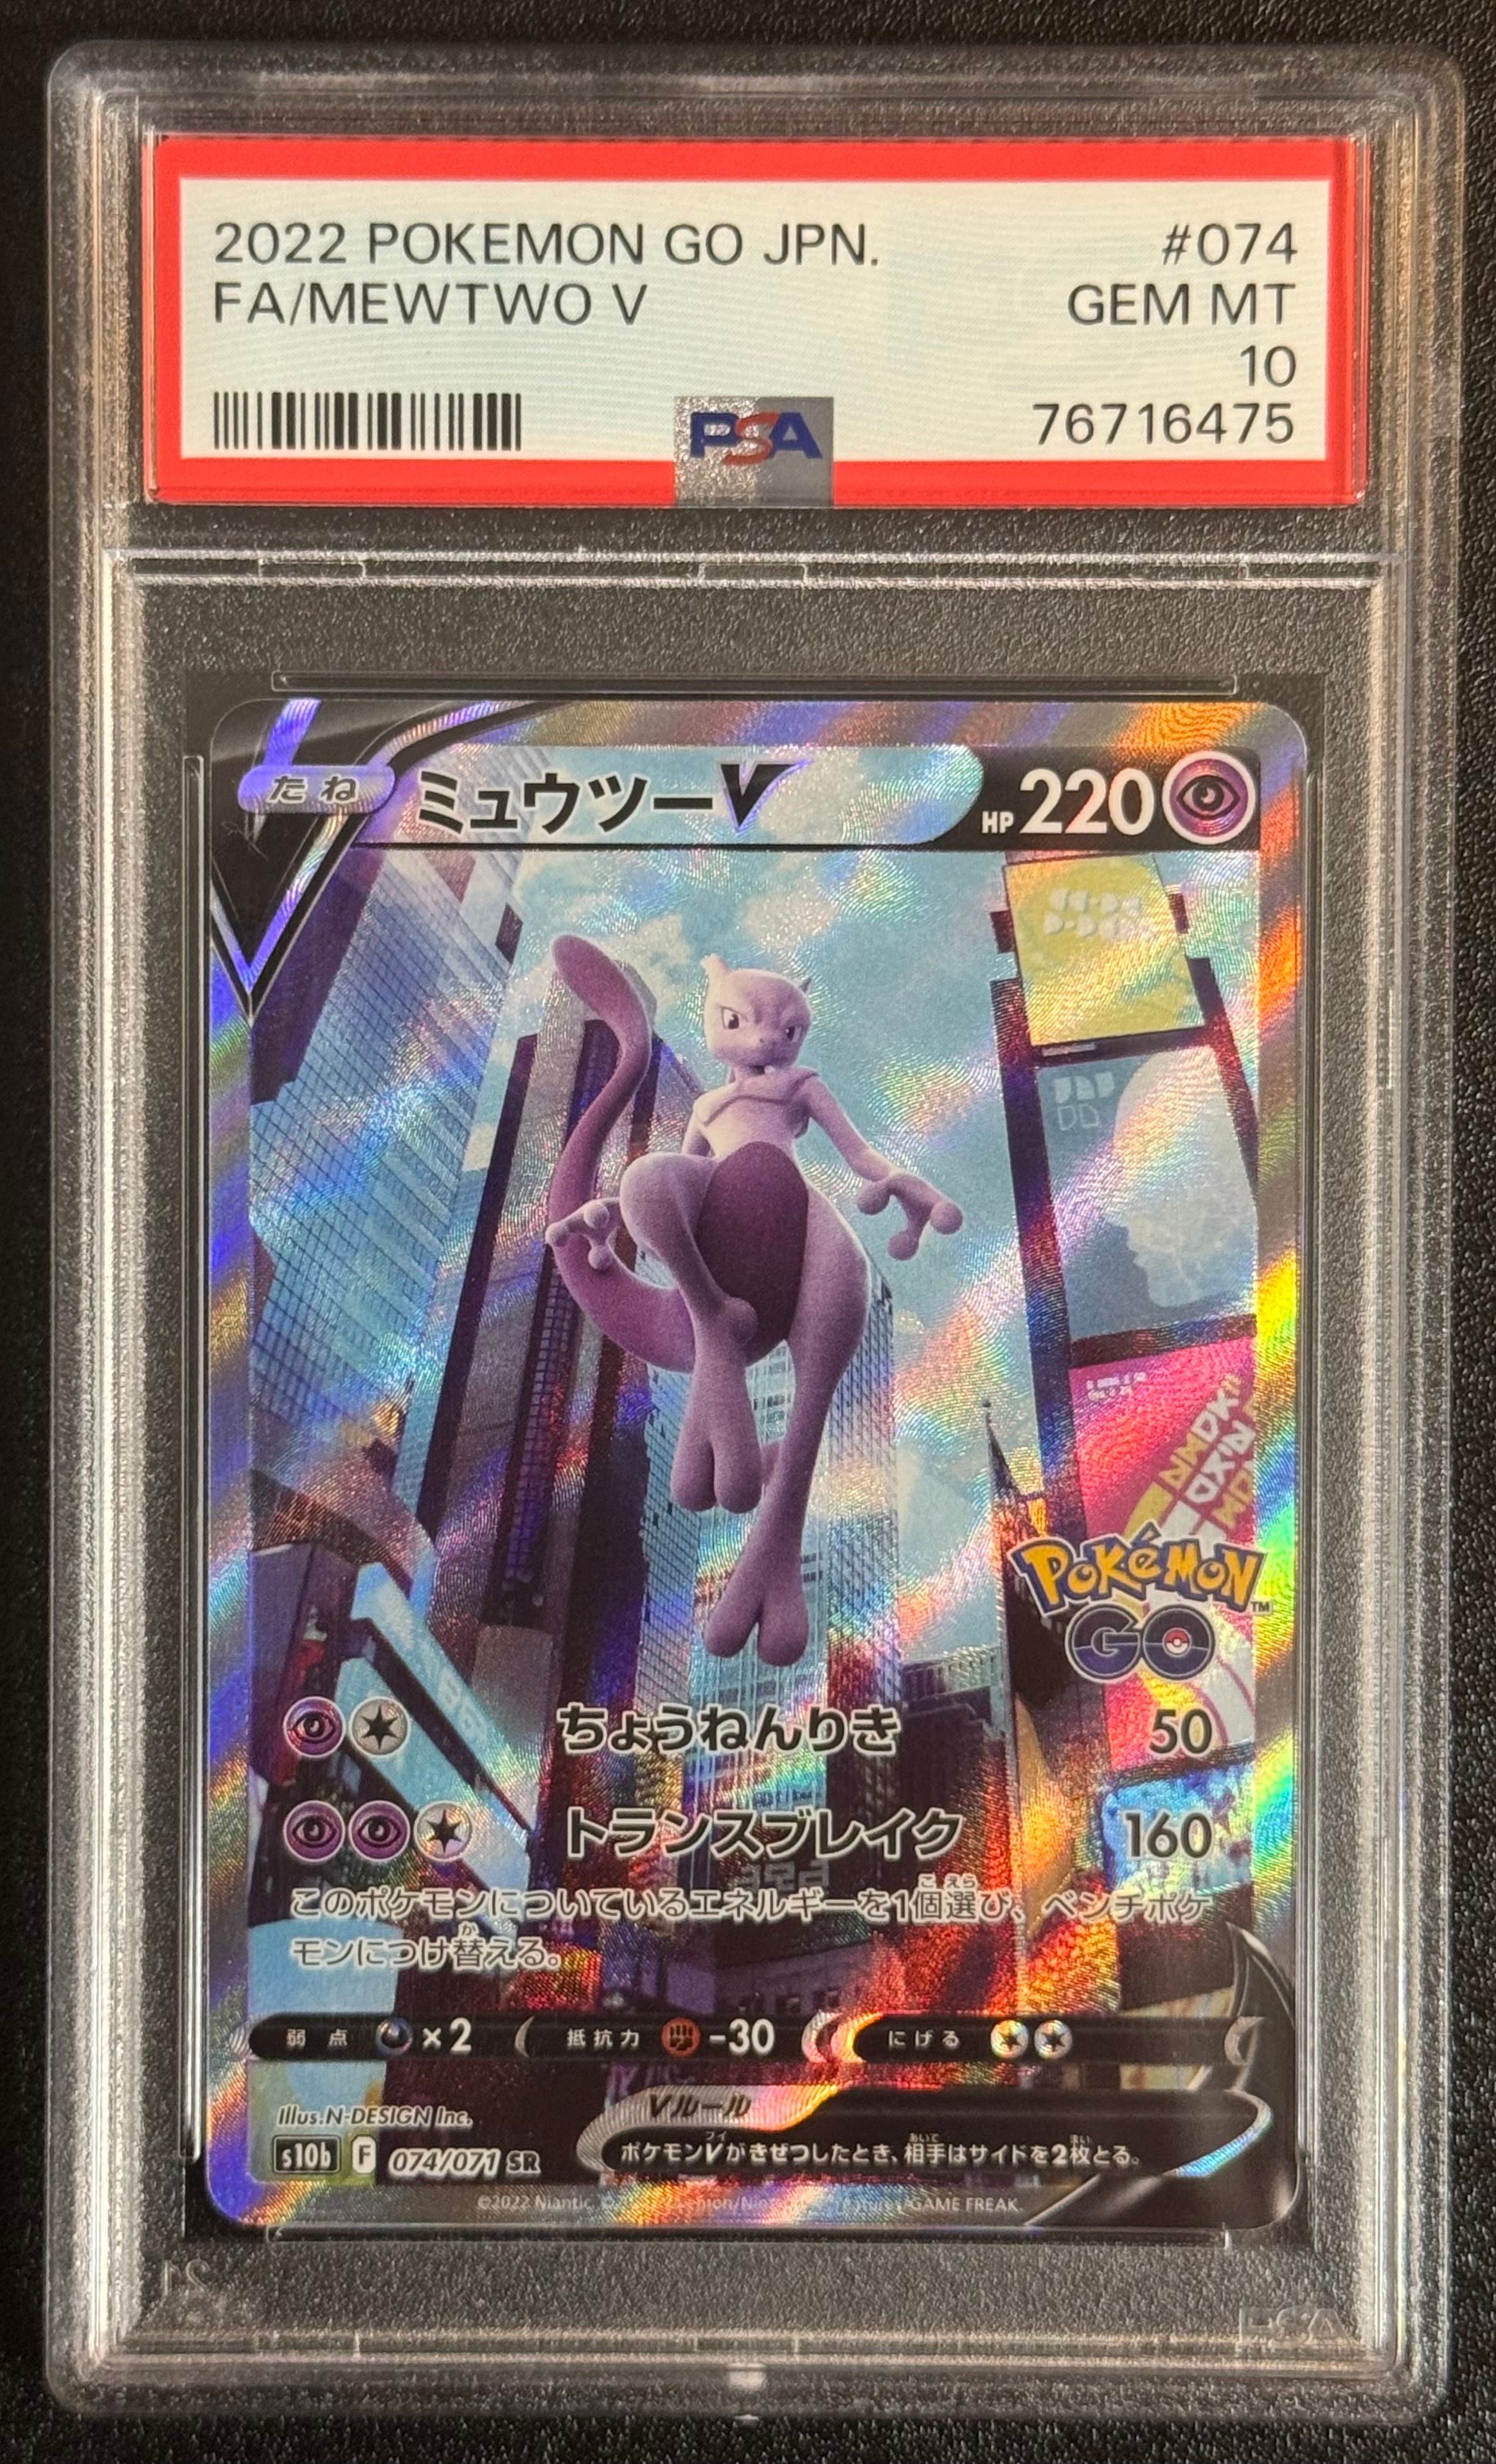 2022 POKEMON GO JPN. #074
FA/MEWTWO V GEM MT
10
PSA 76716475
たね ミュウツーV HP 220
Pokémon™
GO
ちょうねんりき 50
トランスブレイク 160
このポケモンについているエネルギーを1個選び、ベンチポケ
モンにつけ替える。
弱点 ×2 抵抗力 -30 にげる
Illus. N-DESIGN Inc. Vルール
s10b F 074/071 SR ポケモンVがきぜつしたとき、相手はサイドを2枚とる。
©2022 Niantic, GAME FREAK.
PSA